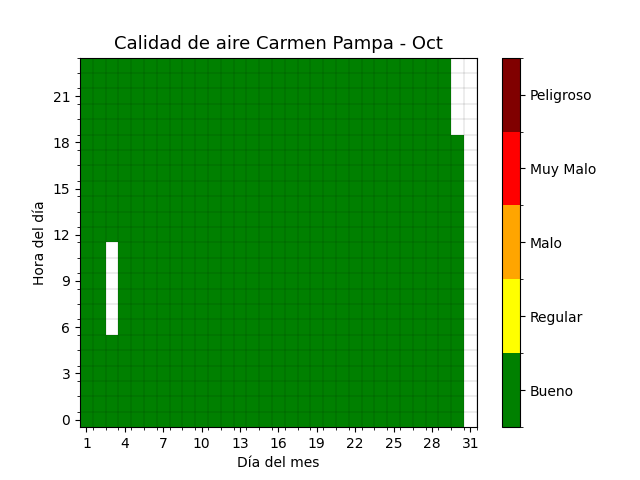 Calidad de aire Carmen Pampa - Oct
Hora del día
21
18
15
12
9
6
3
0
1 4 7 10 13 16 19 22 25 28 31
Día del mes
Peligroso
Muy Malo
Malo
Regular
Bueno